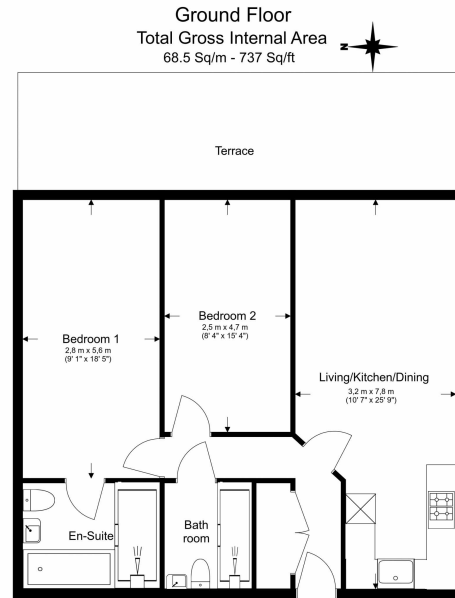 Ground Floor
Total Gross Internal Area
68.5 Sq/m - 737 Sq/ft
N
Terrace
Bedroom 1
2,8 m x 5,6 m
(9' 1" x 18' 5")
Bedroom 2
2,5 m x 4,7 m
(8' 4" x 15' 4")
Living/Kitchen/Dining
3,2 m x 7,8 m
(10' 7" x 25' 9")
En-Suite
Bath
room